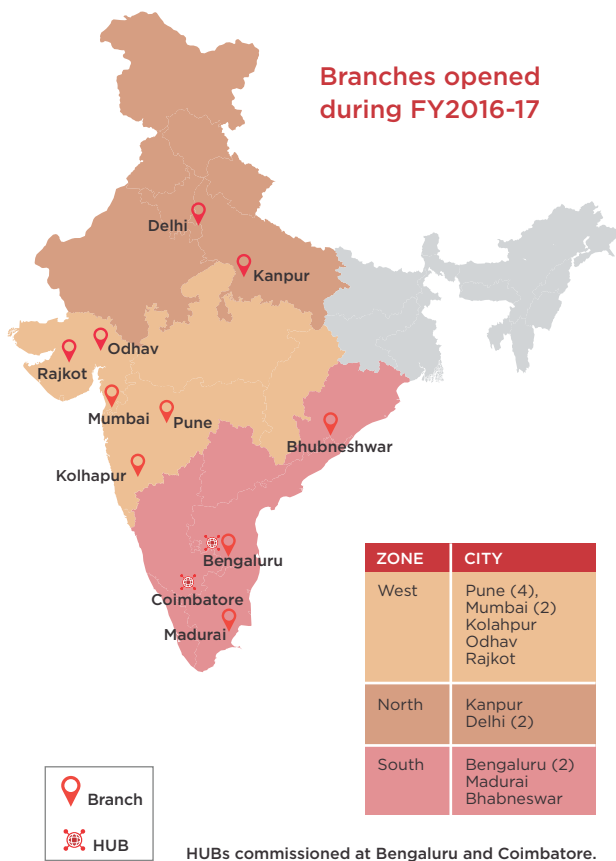 Branches opened
during FY2016-17
Delhi
Kanpur
Odhav
Rajkot
Mumbai
Pune
Bhubneshwar
Kolhapur
Bengaluru
Coimbatore
Madurai
ZONE CITY
West Pune (4),
Mumbai (2)
Kolahpur
Odhav
Rajkot
North Kanpur
Delhi (2)
South Bengaluru (2)
Madurai
Bhabneswar
Branch
HUB
HUBs commissioned at Bengaluru and Coimbatore.